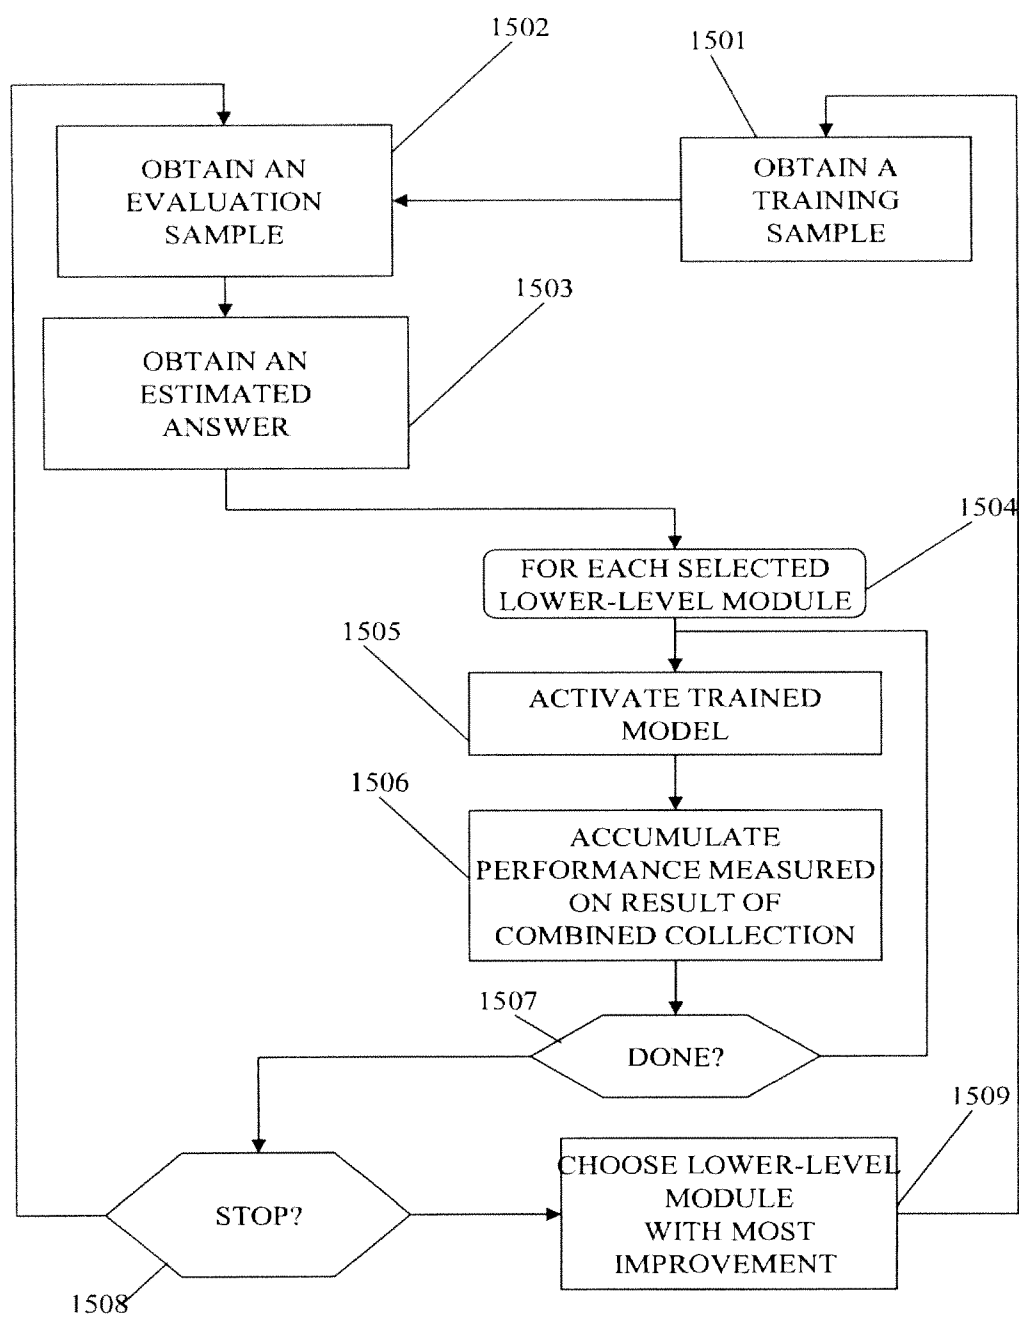 1502
1501
OBTAIN AN
EVALUATION
SAMPLE
OBTAIN A
TRAINING
SAMPLE
1503
OBTAIN AN
ESTIMATED
ANSWER
1504
FOR EACH SELECTED
LOWER-LEVEL MODULE
1505
ACTIVATE TRAINED
MODEL
1506
ACCUMULATE
PERFORMANCE MEASURED
ON RESULT OF
COMBINED COLLECTION
1507
DONE?
1509
CHOOSE LOWER-LEVEL
MODULE
WITH MOST
IMPROVEMENT
STOP?
1508